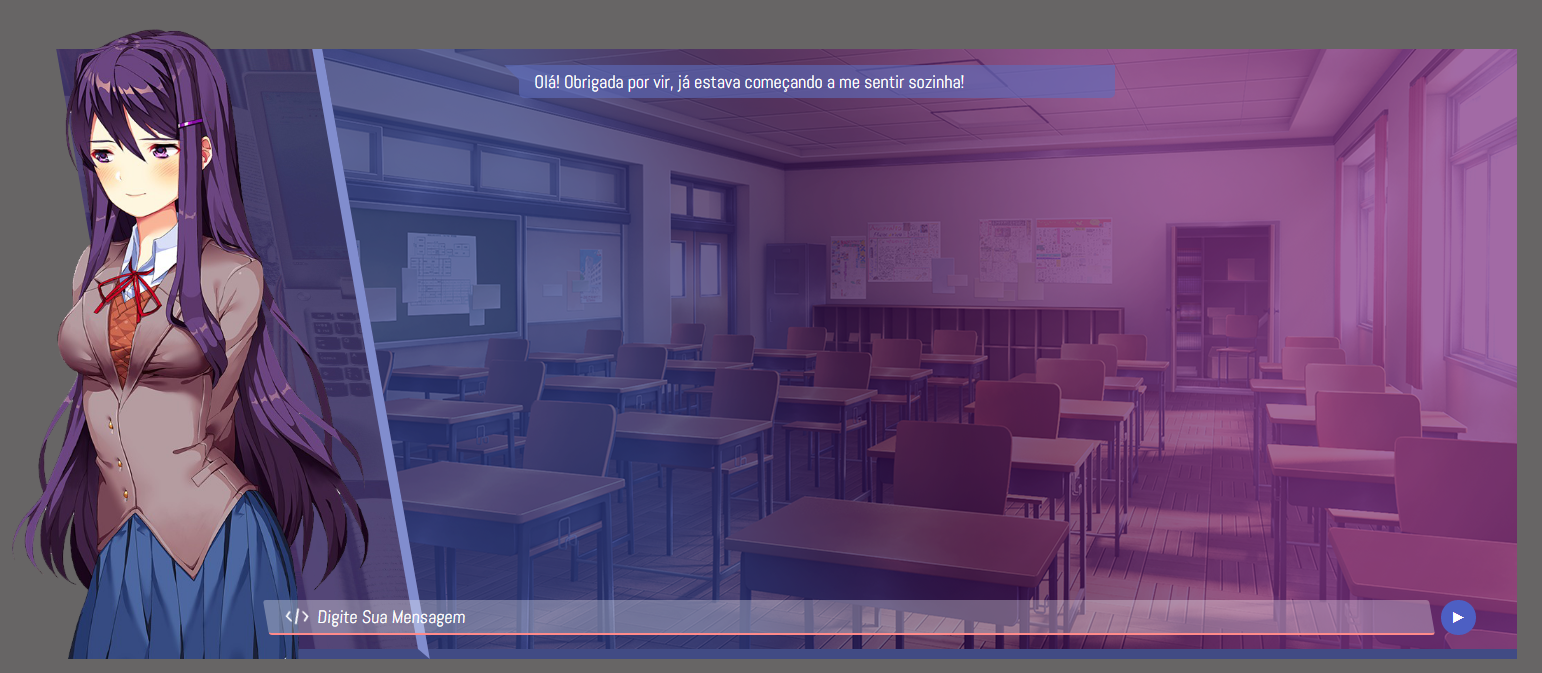 Olá! Obrigada por vir, já estava começando a me sentir sozinha!
</> Digite Sua Mensagem